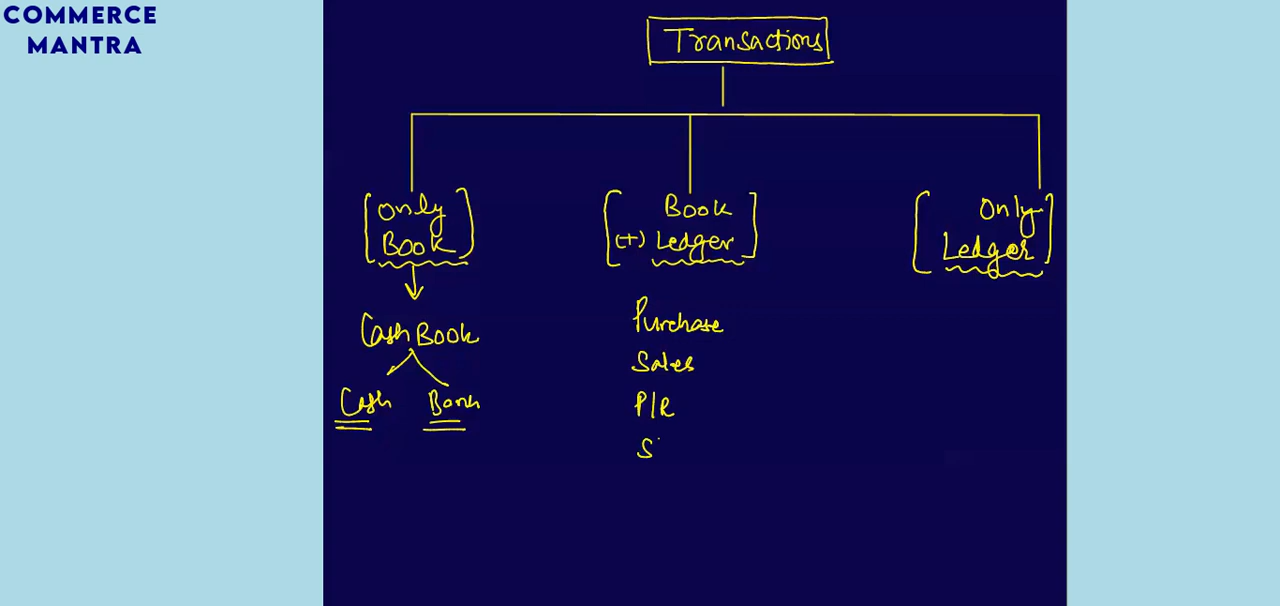 COMMERCE
MANTRA
Transactions
Only
Book
Book
(+) Ledger
Only
Ledger
Cash Book
Cash
Bank
Purchase
Sales
P/R
S